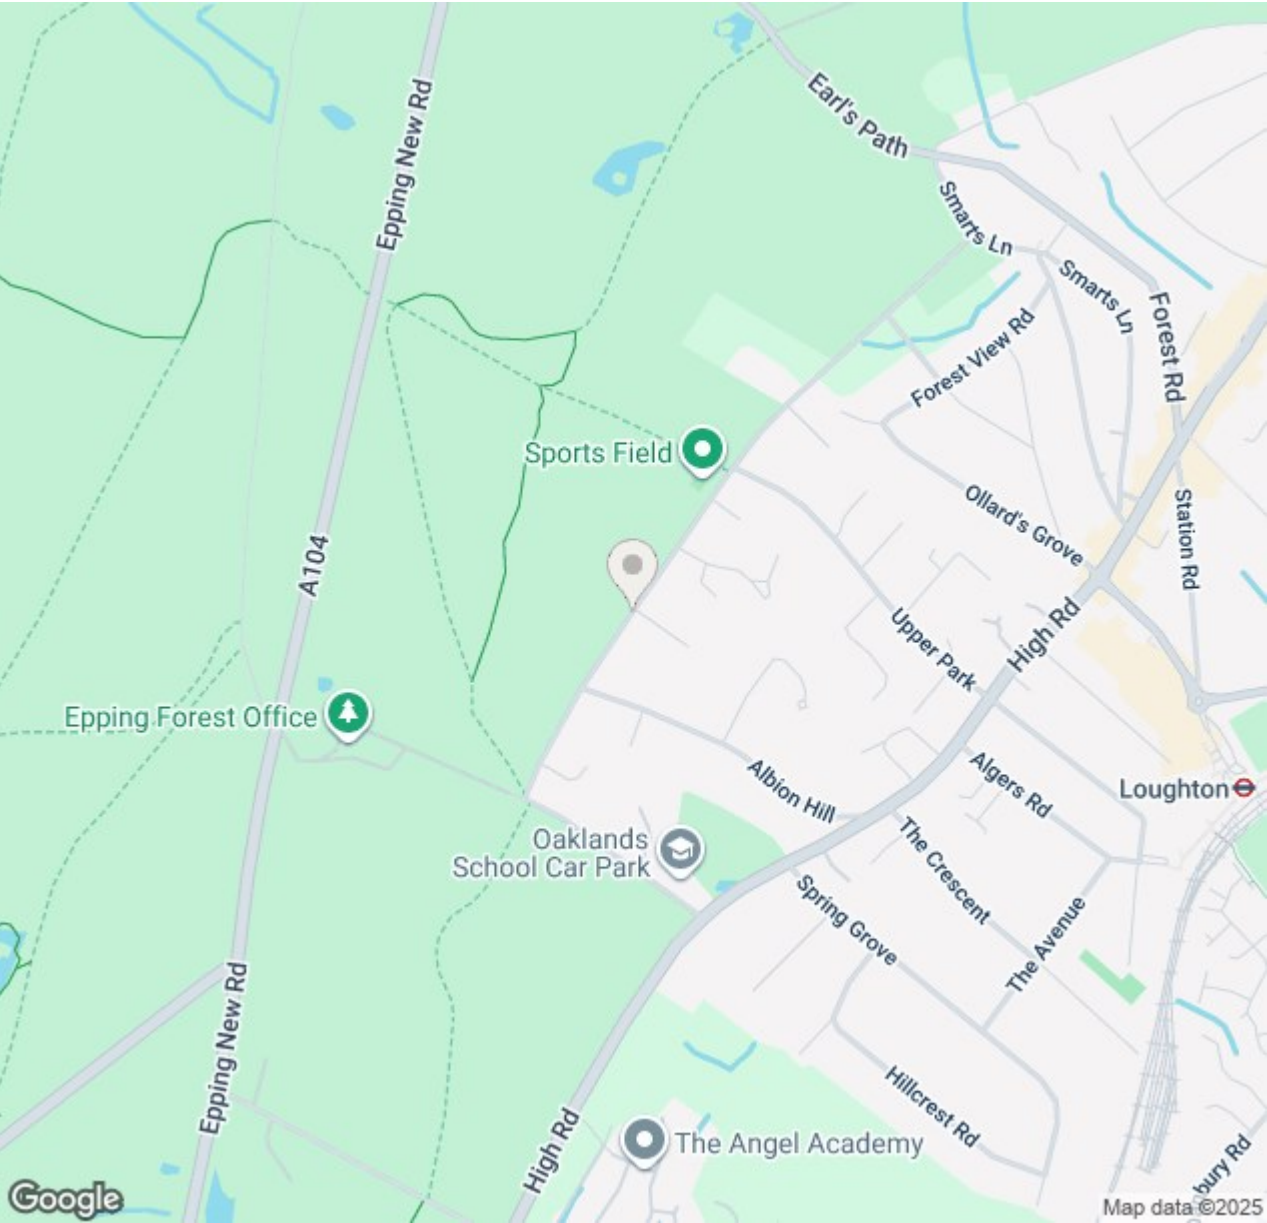 Earl's Path
Epping New Rd
Smarts Ln
Smarts Ln
Forest Rd
Forest View Rd
Sports Field
Ollard's Grove
Station Rd
A104
Upper Park
High Rd
Epping Forest Office
Albion Hill
Algers Rd
Loughton
Oaklands
School Car Park
The Crescent
Spring Grove
The Avenue
Epping New Rd
Hillcrest Rd
High Rd
The Angel Academy
bury Rd
Google
Map data ©2025